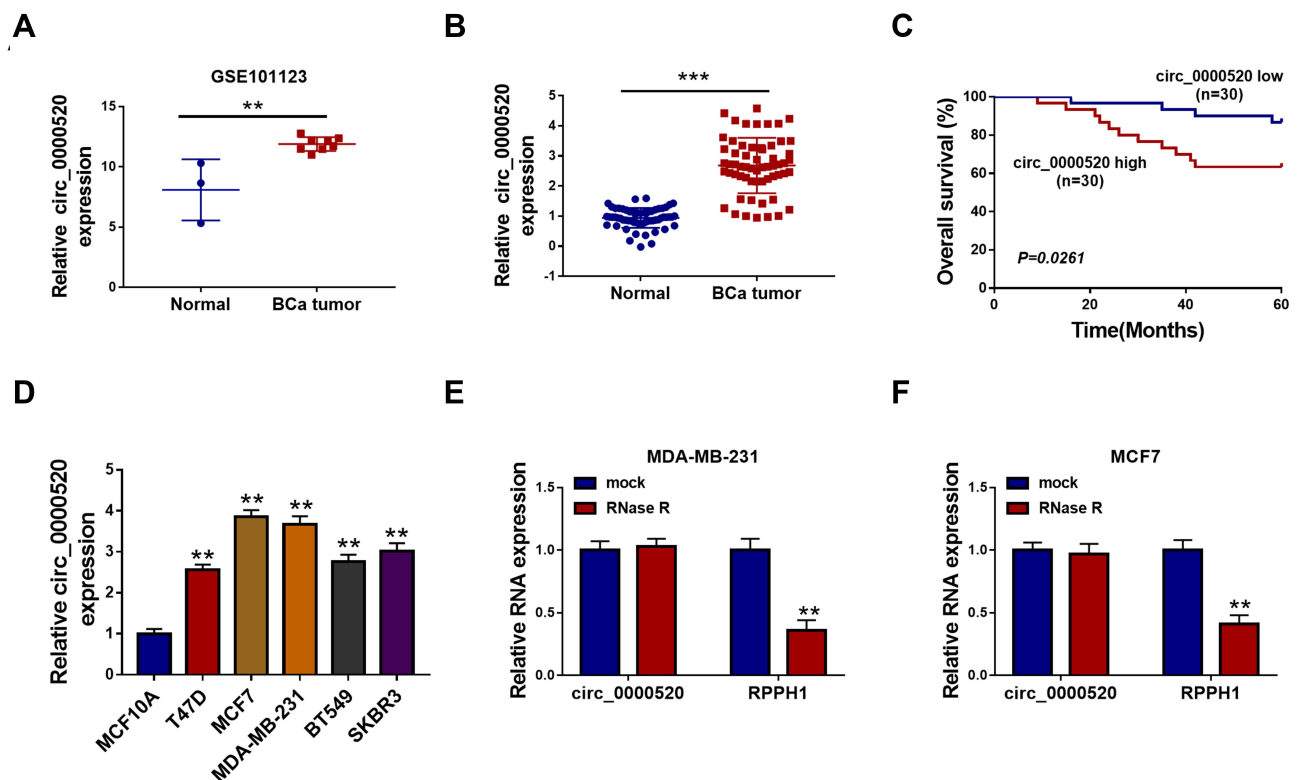 A
GSE101123
**
Relative circ_0000520
expression
15
10
5
0
Normal
BCa tumor
B
***
Relative circ_0000520
expression
5
4
3
2
1
0
-1
Normal
BCa tumor
C
circ_0000520 low
(n=30)
circ_0000520 high
(n=30)
P=0.0261
Overall survival (%)
100
80
60
40
20
0
0
20
40
60
Time(Months)
D
Relative circ_0000520
expression
5
4
3
2
1
0
**
**
**
**
**
MCF10A
T47D
MCF7
MDA-MB-231
BT549
SKBR3
E
MDA-MB-231
mock
RNase R
Relative RNA expression
1.5
1.0
0.5
0.0
**
circ_0000520
RPPH1
F
MCF7
mock
RNase R
Relative RNA expression
1.5
1.0
0.5
0.0
**
circ_0000520
RPPH1